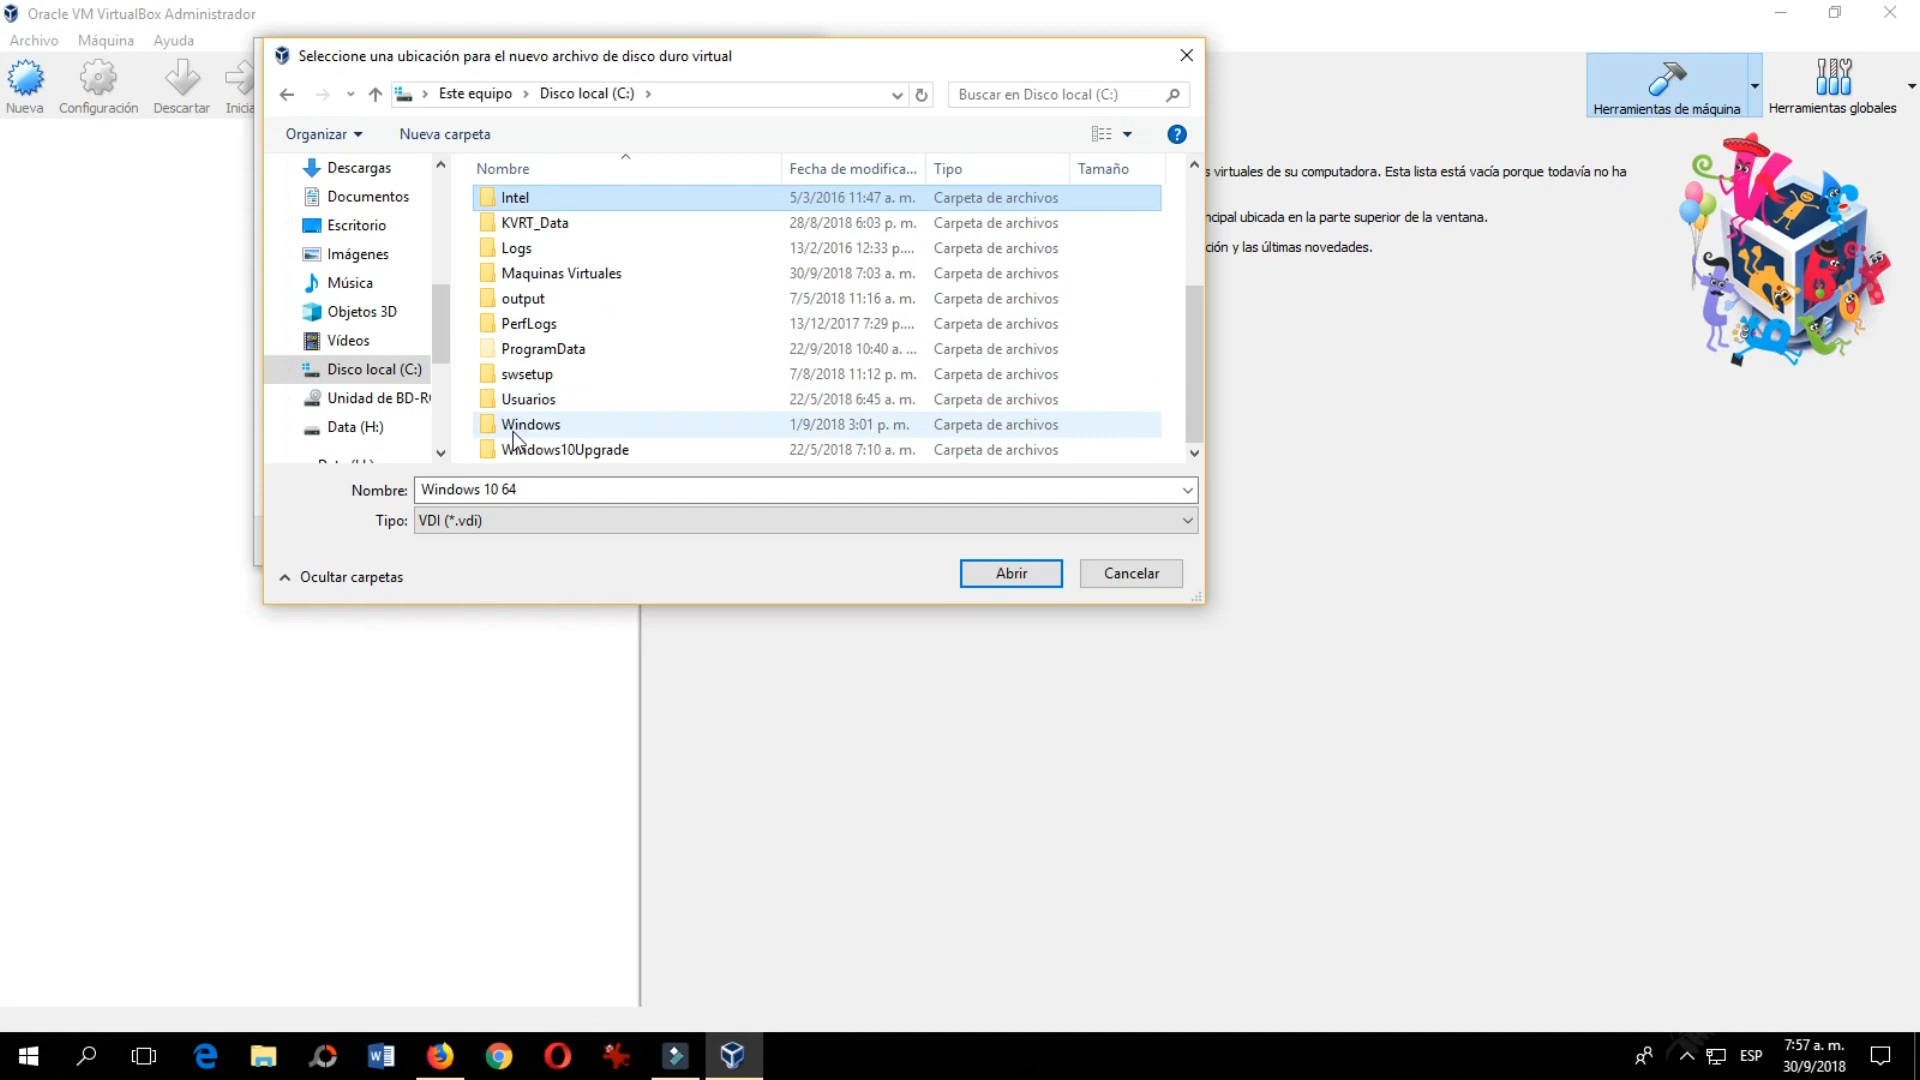 Oracle VM VirtualBox Administrador
Archivo Máquina Ayuda
Nueva Configuración Descartar
Herramientas de máquina Herramientas globales
s virtuales de su computadora. Esta lista está vacía porque todavía no ha
ncipal ubicada en la parte superior de la ventana.
ción y las últimas novedades.
Seleccione una ubicación para el nuevo archivo de disco duro virtual
Este equipo Disco local (C:)
Buscar en Disco local (C:)
Organizar Nueva carpeta
Descargas
Documentos
Escritorio
Imágenes
Música
Objetos 3D
Vídeos
Disco local (C:)
Unidad de BD-R
Data (H:)
Nombre Fecha de modifica... Tipo Tamaño
Intel 5/3/2016 11:47 a. m. Carpeta de archivos
KVRT_Data 28/8/2018 6:03 p. m. Carpeta de archivos
Logs 13/2/2016 12:33 p.... Carpeta de archivos
Maquinas Virtuales 30/9/2018 7:03 a. m. Carpeta de archivos
output 7/5/2018 11:16 a. m. Carpeta de archivos
PerfLogs 13/12/2017 7:29 p.... Carpeta de archivos
ProgramData 22/9/2018 10:40 a. ... Carpeta de archivos
swsetup 7/8/2018 11:12 p. m. Carpeta de archivos
Usuarios 22/5/2018 6:45 a. m. Carpeta de archivos
Windows 1/9/2018 3:01 p. m. Carpeta de archivos
Windows10Upgrade 22/5/2018 7:10 a. m. Carpeta de archivos
Nombre: Windows 10 64
Tipo: VDI (*.vdi)
Ocultar carpetas
Abrir Cancelar
ESP
7:57 a. m.
30/9/2018